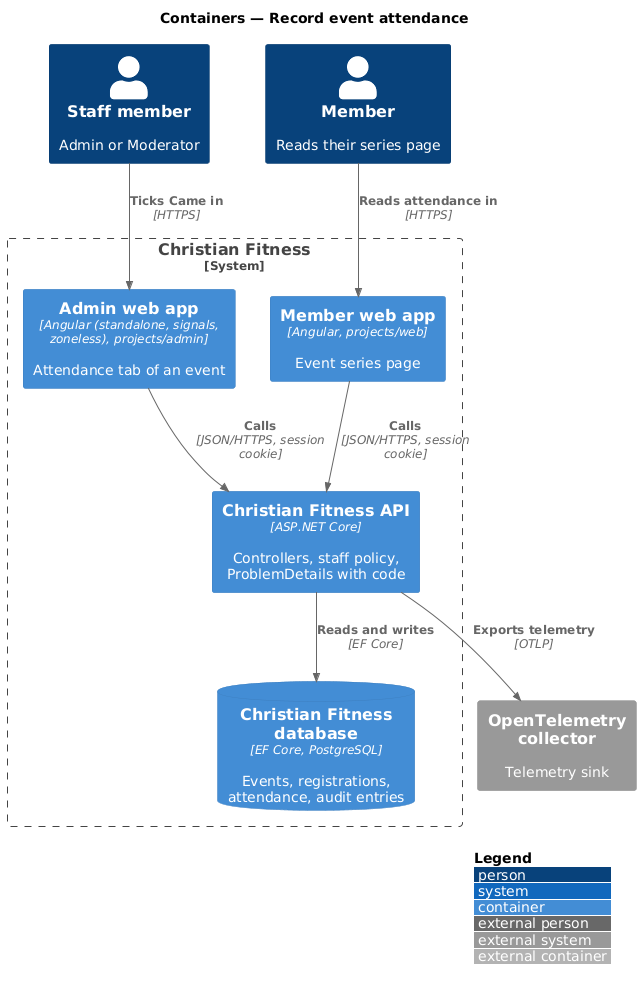 Containers — Record event attendance
Staff member
Admin or Moderator
Member
Reads their series page
Ticks Came in
[HTTPS]
Reads attendance in
[HTTPS]
Christian Fitness
[System]
Admin web app
[Angular (standalone, signals,
zoneless), projects/admin]
Attendance tab of an event
Member web app
[Angular, projects/web]
Event series page
Calls
[JSON/HTTPS, session
cookie]
Calls
[JSON/HTTPS, session
cookie]
Christian Fitness API
[ASP.NET Core]
Controllers, staff policy,
ProblemDetails with code
Reads and writes
[EF Core]
Exports telemetry
[OTLP]
Christian Fitness
database
[EF Core, PostgreSQL]
Events, registrations,
attendance, audit entries
OpenTelemetry
collector
Telemetry sink
Legend
person
system
container
external person
external system
external container